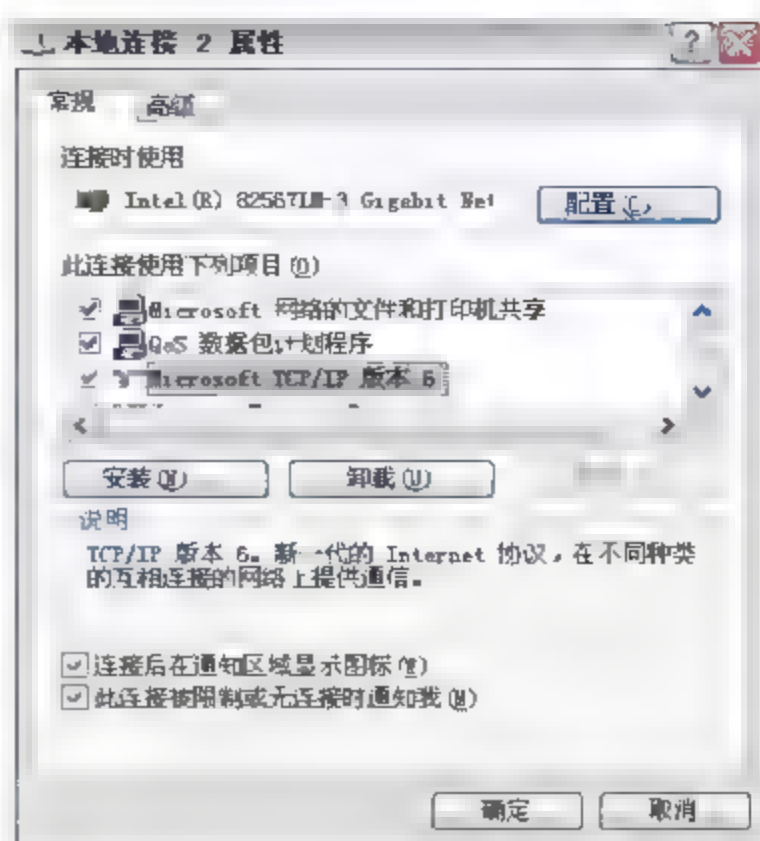 本地连接 2 属性
常规 高级
连接时使用
Intel(R) 82567LM-3 Gigabit Net 配置
此连接使用下列项目(O)
Microsoft 网络的文件和打印机共享
QoS 数据包计划程序
Microsoft TCP/IP 版本 6
安装(N) 卸载(U)
说明
TCP/IP 版本 6。新一代的 Internet 协议，在不同种类
的互相连接的网络上提供通信。
连接后在通知区域显示图标(W)
此连接被限制或无连接时通知我(M)
确定 取消